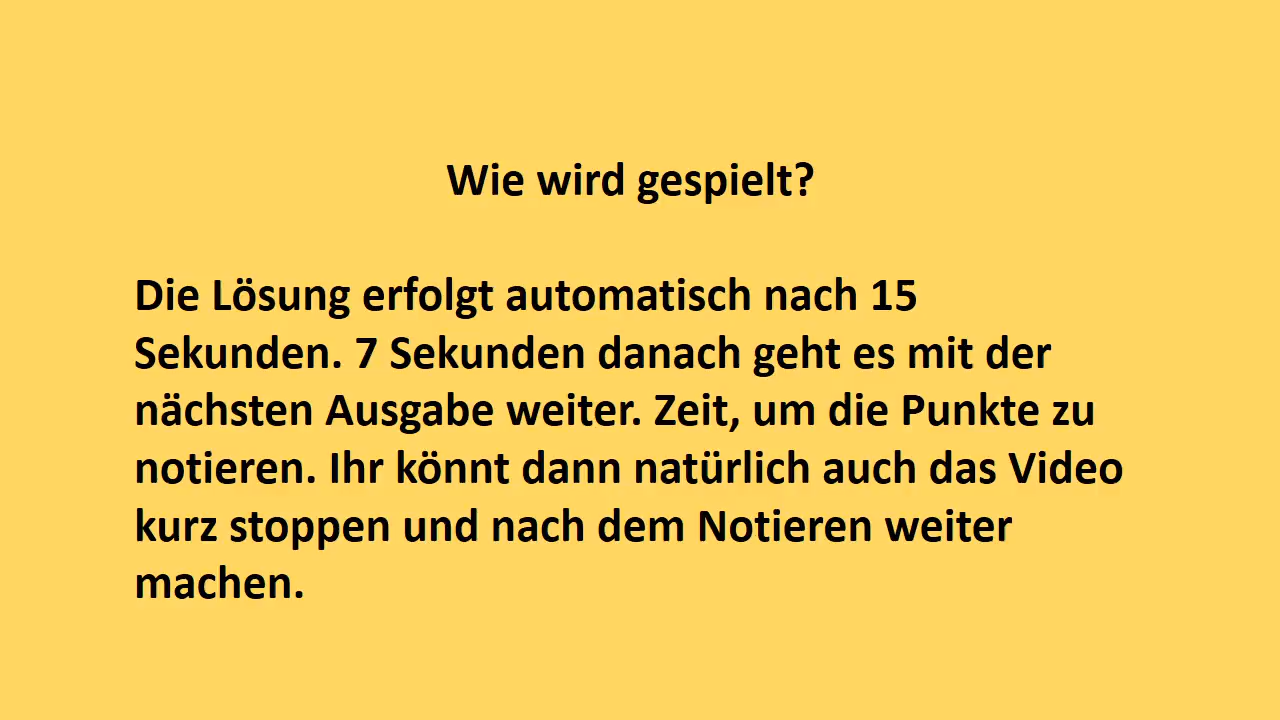 Wie wird gespielt?
Die Lösung erfolgt automatisch nach 15
Sekunden. 7 Sekunden danach geht es mit der
nächsten Ausgabe weiter. Zeit, um die Punkte zu
notieren. Ihr könnt dann natürlich auch das Video
kurz stoppen und nach dem Notieren weiter
machen.